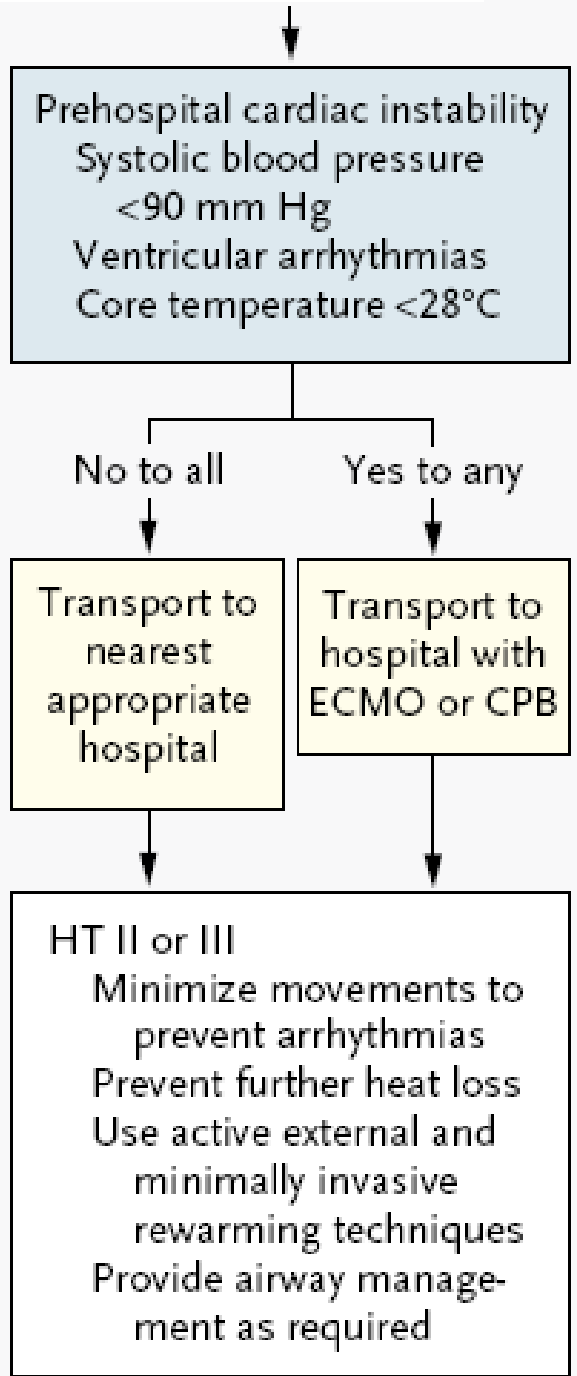 Prehospital cardiac instability
Systolic blood pressure
<90 mm Hg
Ventricular arrhythmias
Core temperature <28°C
No to all
Yes to any
Transport to
nearest
appropriate
hospital
Transport to
hospital with
ECMO or CPB
HT II or III
Minimize movements to
prevent arrhythmias
Prevent further heat loss
Use active external and
minimally invasive
rewarming techniques
Provide airway manage-
ment as required